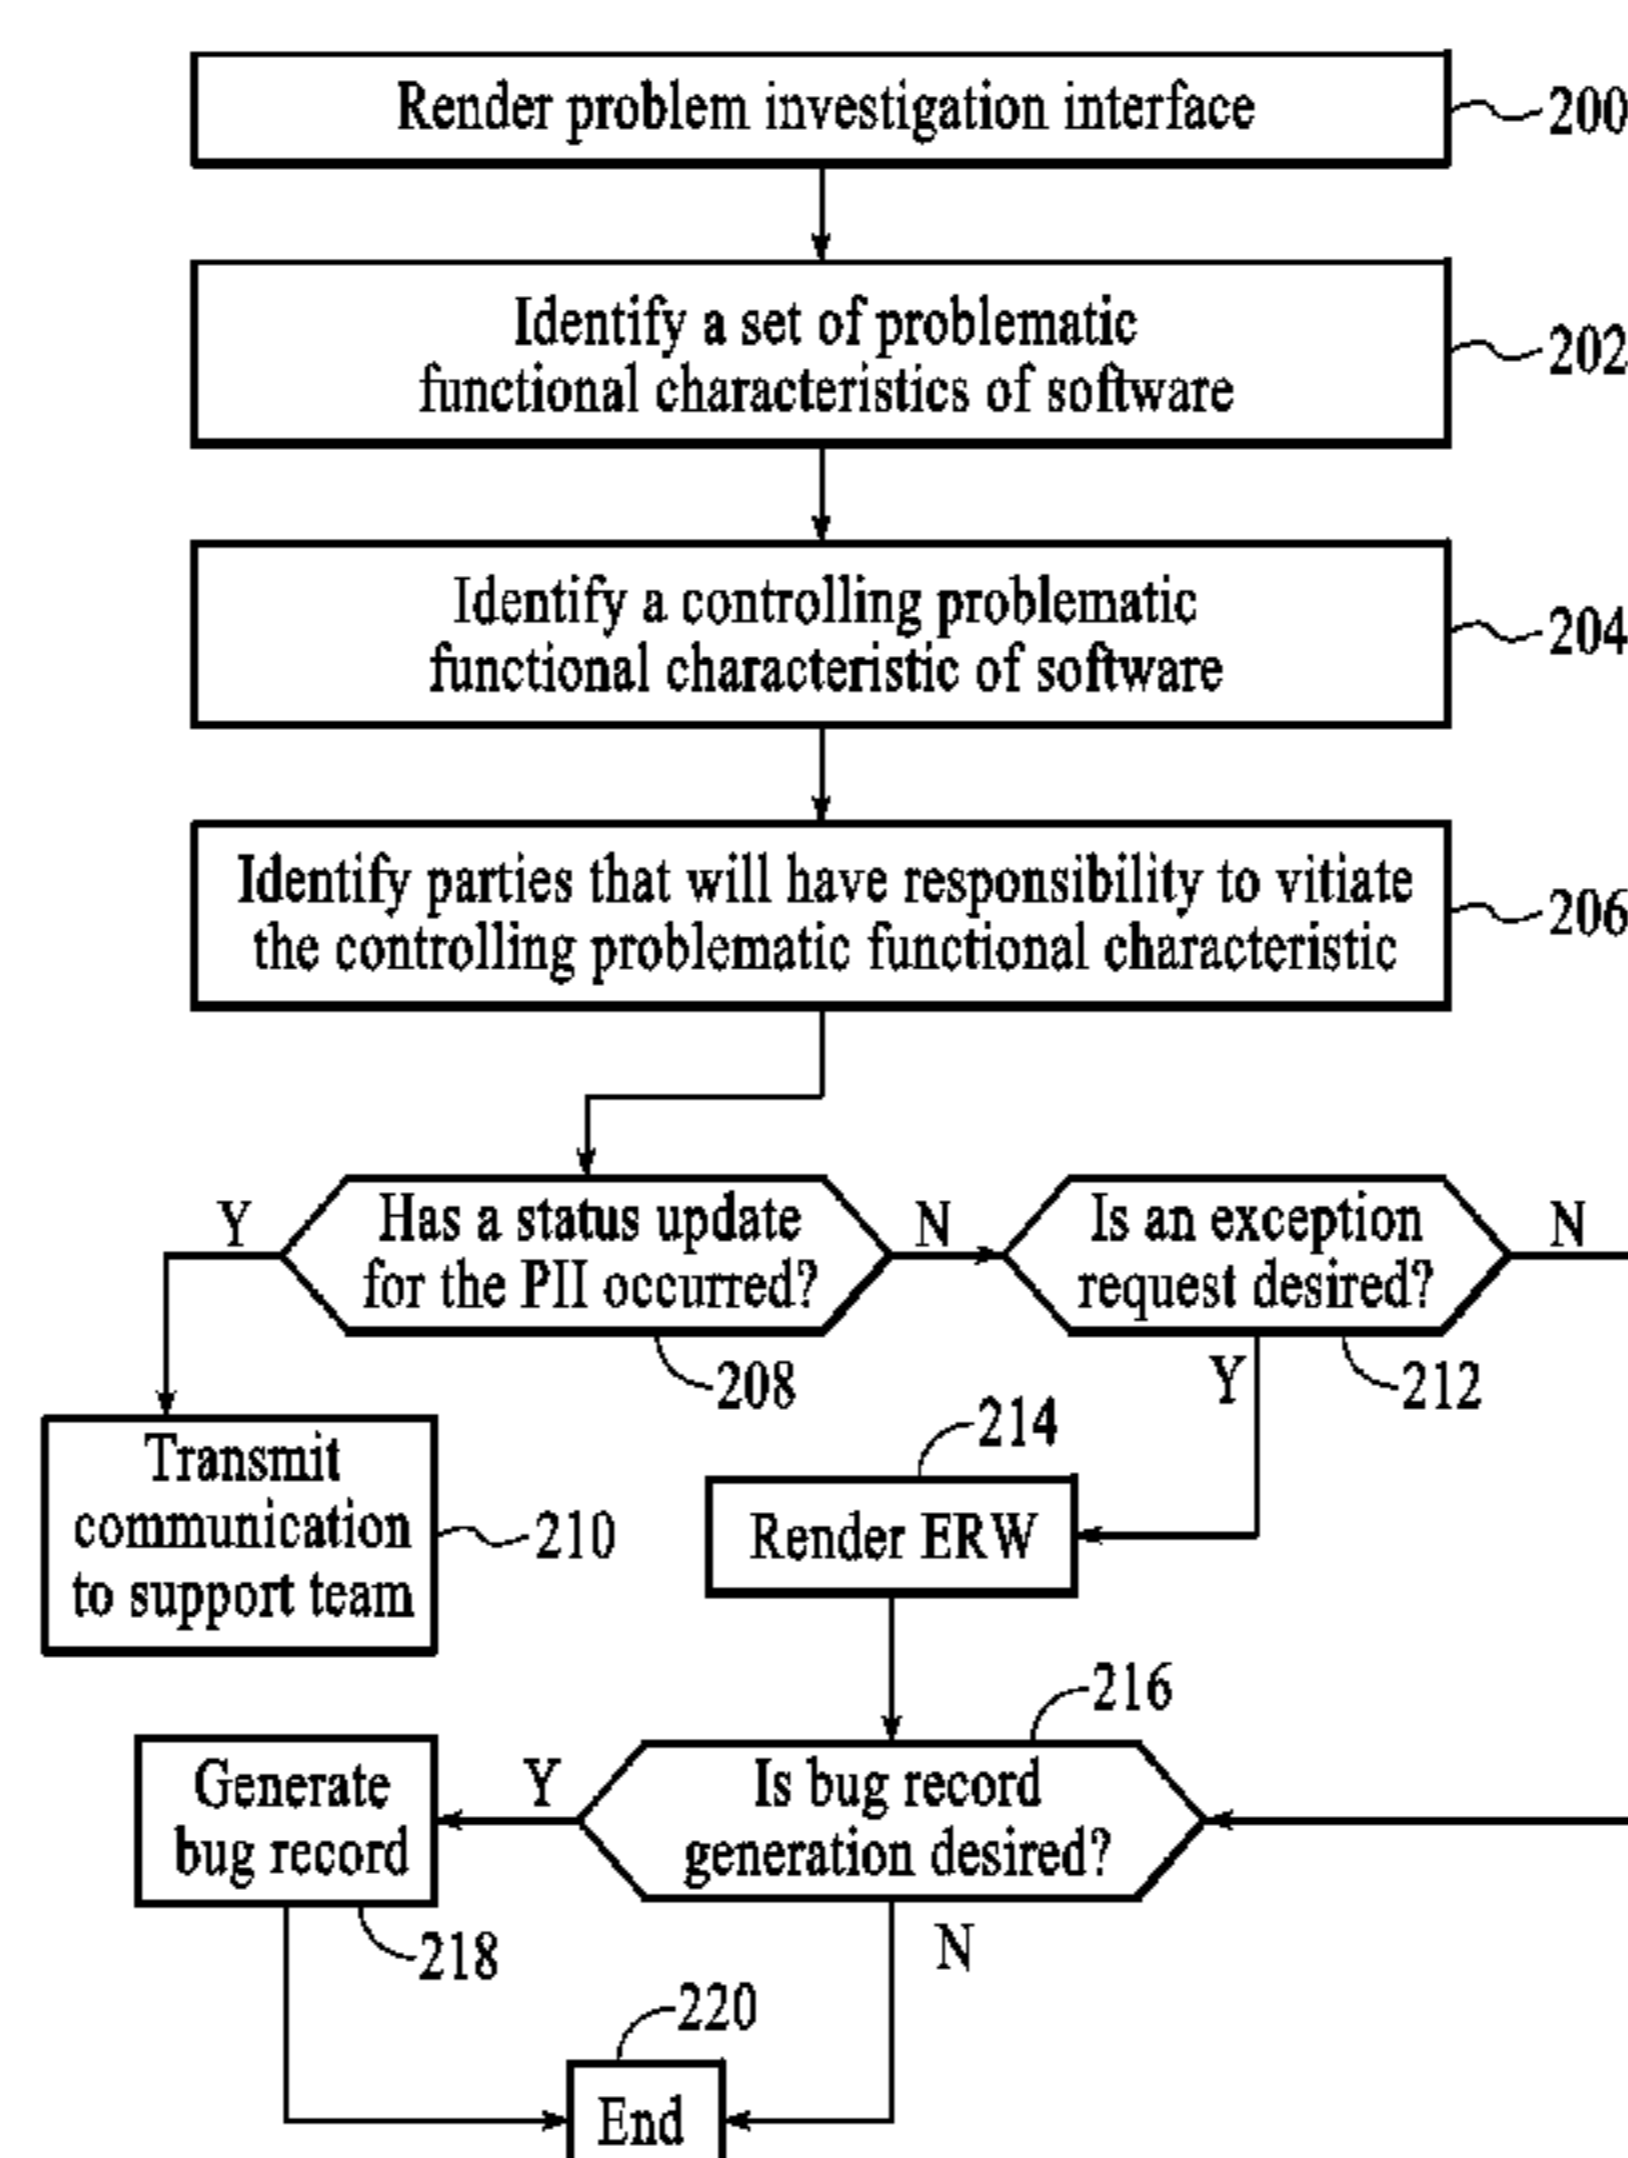 Render problem investigation interface
200
Identify a set of problematic
functional characteristics of software
202
Identify a controlling problematic
functional characteristic of software
204
Identify parties that will have responsibility to vitiate
the controlling problematic functional characteristic
206
Y
Has a status update
for the PII occurred?
N
Is an exception
request desired?
N
208
Y
212
214
Transmit
communication
to support team
210
Render ERW
216
Generate
bug record
Y
Is bug record
generation desired?
218
N
220
End